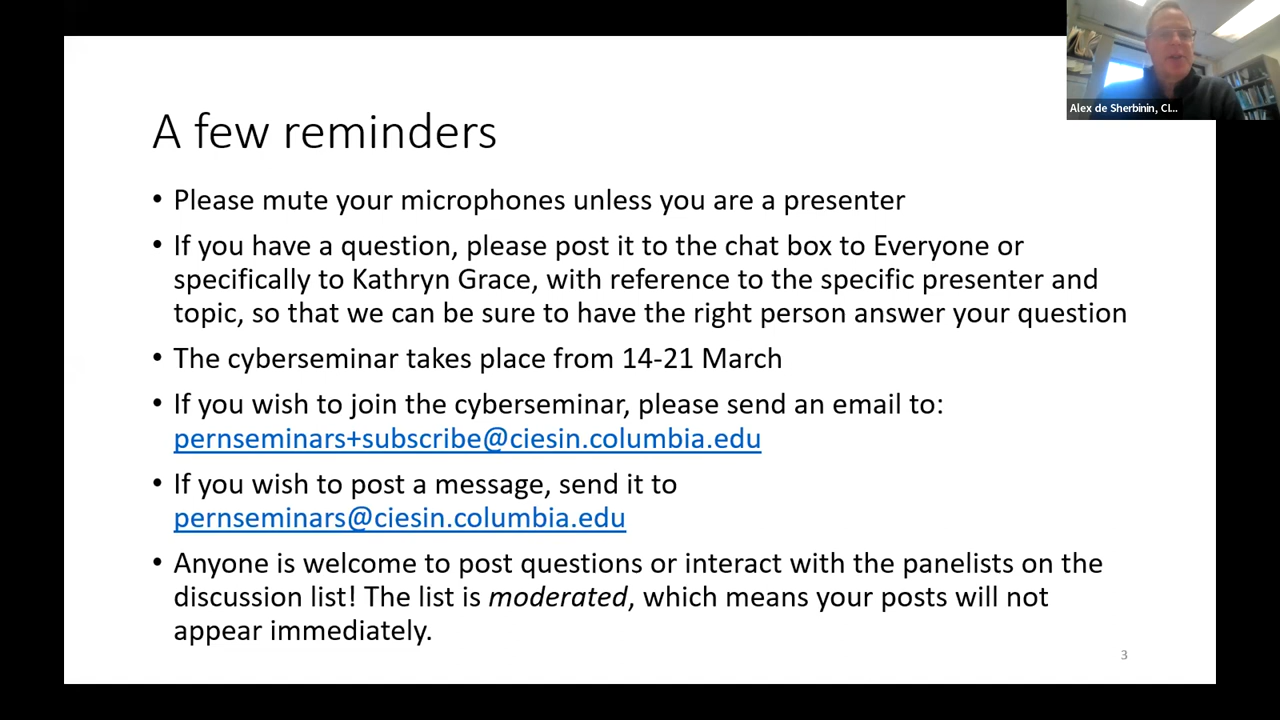 Alex de Sherbinin, CI...
A few reminders
• Please mute your microphones unless you are a presenter
• If you have a question, please post it to the chat box to Everyone or
specifically to Kathryn Grace, with reference to the specific presenter and
topic, so that we can be sure to have the right person answer your question
• The cyberseminar takes place from 14-21 March
• If you wish to join the cyberseminar, please send an email to:
pernseminars+subscribe@ciesin.columbia.edu
• If you wish to post a message, send it to
pernseminars@ciesin.columbia.edu
• Anyone is welcome to post questions or interact with the panelists on the
discussion list! The list is moderated, which means your posts will not
appear immediately.
3